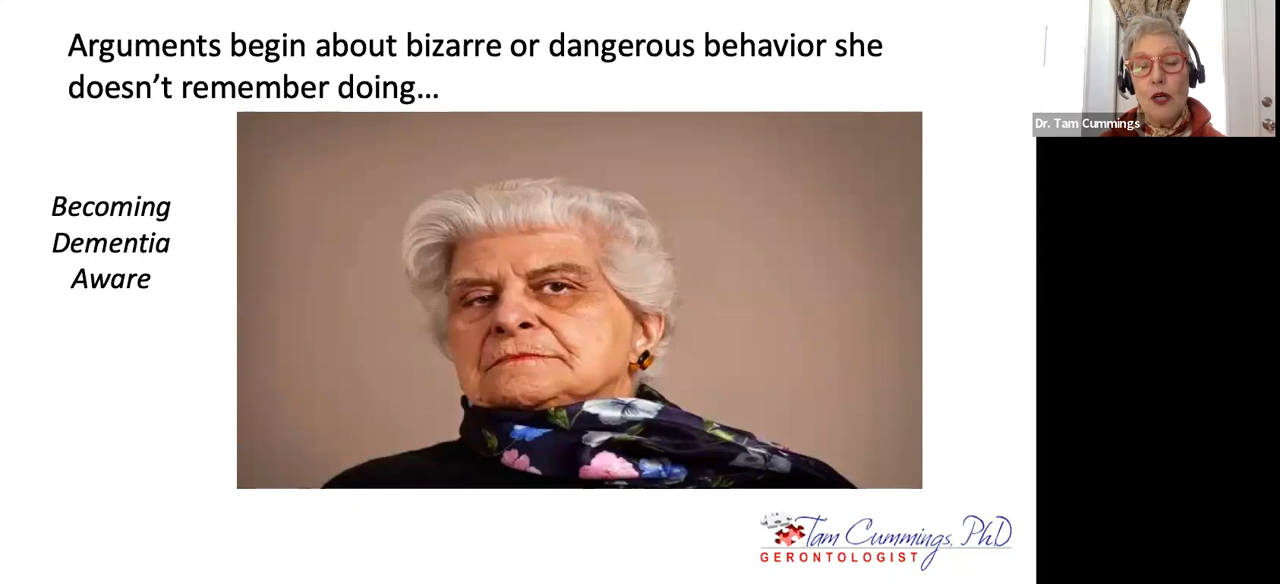 Arguments begin about bizarre or dangerous behavior she
doesn’t remember doing...
Dr. Tam Cummings
Becoming
Dementia
Aware
Tam Cummings, PhD
GERONTOLOGIST